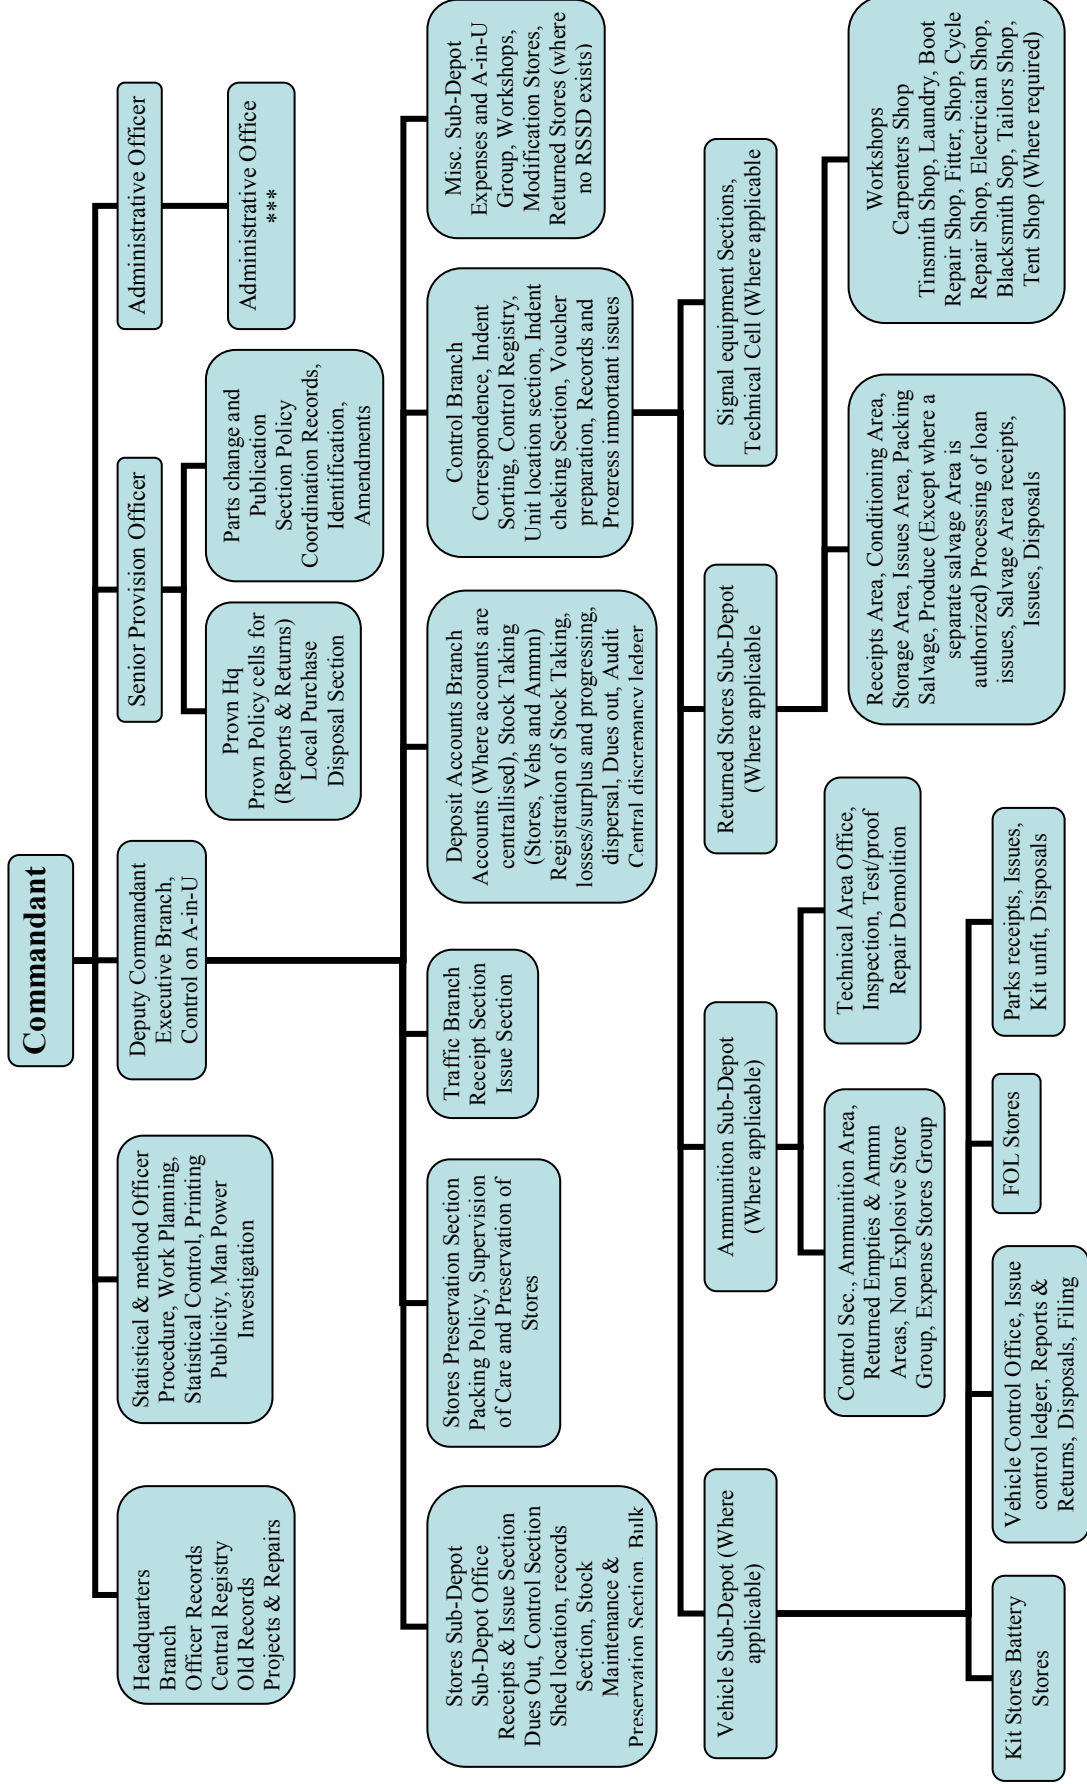 Commandant
Headquarters
Branch
Officer Records
Central Registry
Old Records
Projects & Repairs
Statistical & method Officer
Procedure, Work Planning,
Statistical Control, Printing
Publicity, Man Power
Investigation
Deputy Commandant
Executive Branch,
Control on A-in-U
Senior Provision Officer
Administrative Officer
Provn Hq
Provn Policy cells for
(Reports & Returns)
Local Purchase
Disposal Section
Parts change and
Publication
Section Policy
Coordination Records,
Identification,
Amendments
Administrative Office
***
Stores Sub-Depot
Sub-Depot Office
Receipts & Issue Section
Dues Out, Control Section
Shed location, records
Section, Stock
Maintenance &
Preservation Section, Bulk
Stores Preservation Section
Packing Policy, Supervision
of Care and Preservation of
Stores
Traffic Branch
Receipt Section
Issue Section
Deposit Accounts Branch
Accounts (Where accounts are
centrallised), Stock Taking
(Stores, Vehs and Ammn)
Registration of Stock Taking,
losses/surplus and progressing,
dispersal, Dues out, Audit
Central discrepancy ledger
Control Branch
Correspondence, Indent
Sorting, Control Registry,
Unit location section, Indent
cheking Section, Voucher
preparation, Records and
Progress important issues
Misc. Sub-Depot
Expenses and A-in-U
Group, Workshops,
Modification Stores,
Returned Stores (where
no RSSD exists)
Vehicle Sub-Depot (Where
applicable)
Ammunition Sub-Depot
(Where applicable)
Returned Stores Sub-Depot
(Where applicable)
Signal equipment Sections,
Technical Cell (Where applicable
Control Sec., Ammunition Area,
Returned Empties & Ammn
Areas, Non Explosive Store
Group, Expense Stores Group
Technical Area Office,
Inspection, Test/proof
Repair Demolition
Receipts Area, Conditioning Area,
Storage Area, Issues Area, Packing
Salvage, Produce (Except where a
separate salvage Area is
authorized) Processing of loan
issues, Salvage Area receipts,
Issues, Disposals
Workshops
Carpenters Shop
Tinsmith Shop, Laundry, Boot
Repair Shop, Fitter, Shop, Cycle
Repair Shop, Electrician Shop,
Blacksmith Sop, Tailors Shop,
Tent Shop (Where required)
Kit Stores Battery
Stores
Vehicle Control Office, Issue
control ledger, Reports &
Returns, Disposals, Filing
FOL Stores
Parks receipts, Issues,
Kit unfit, Disposals